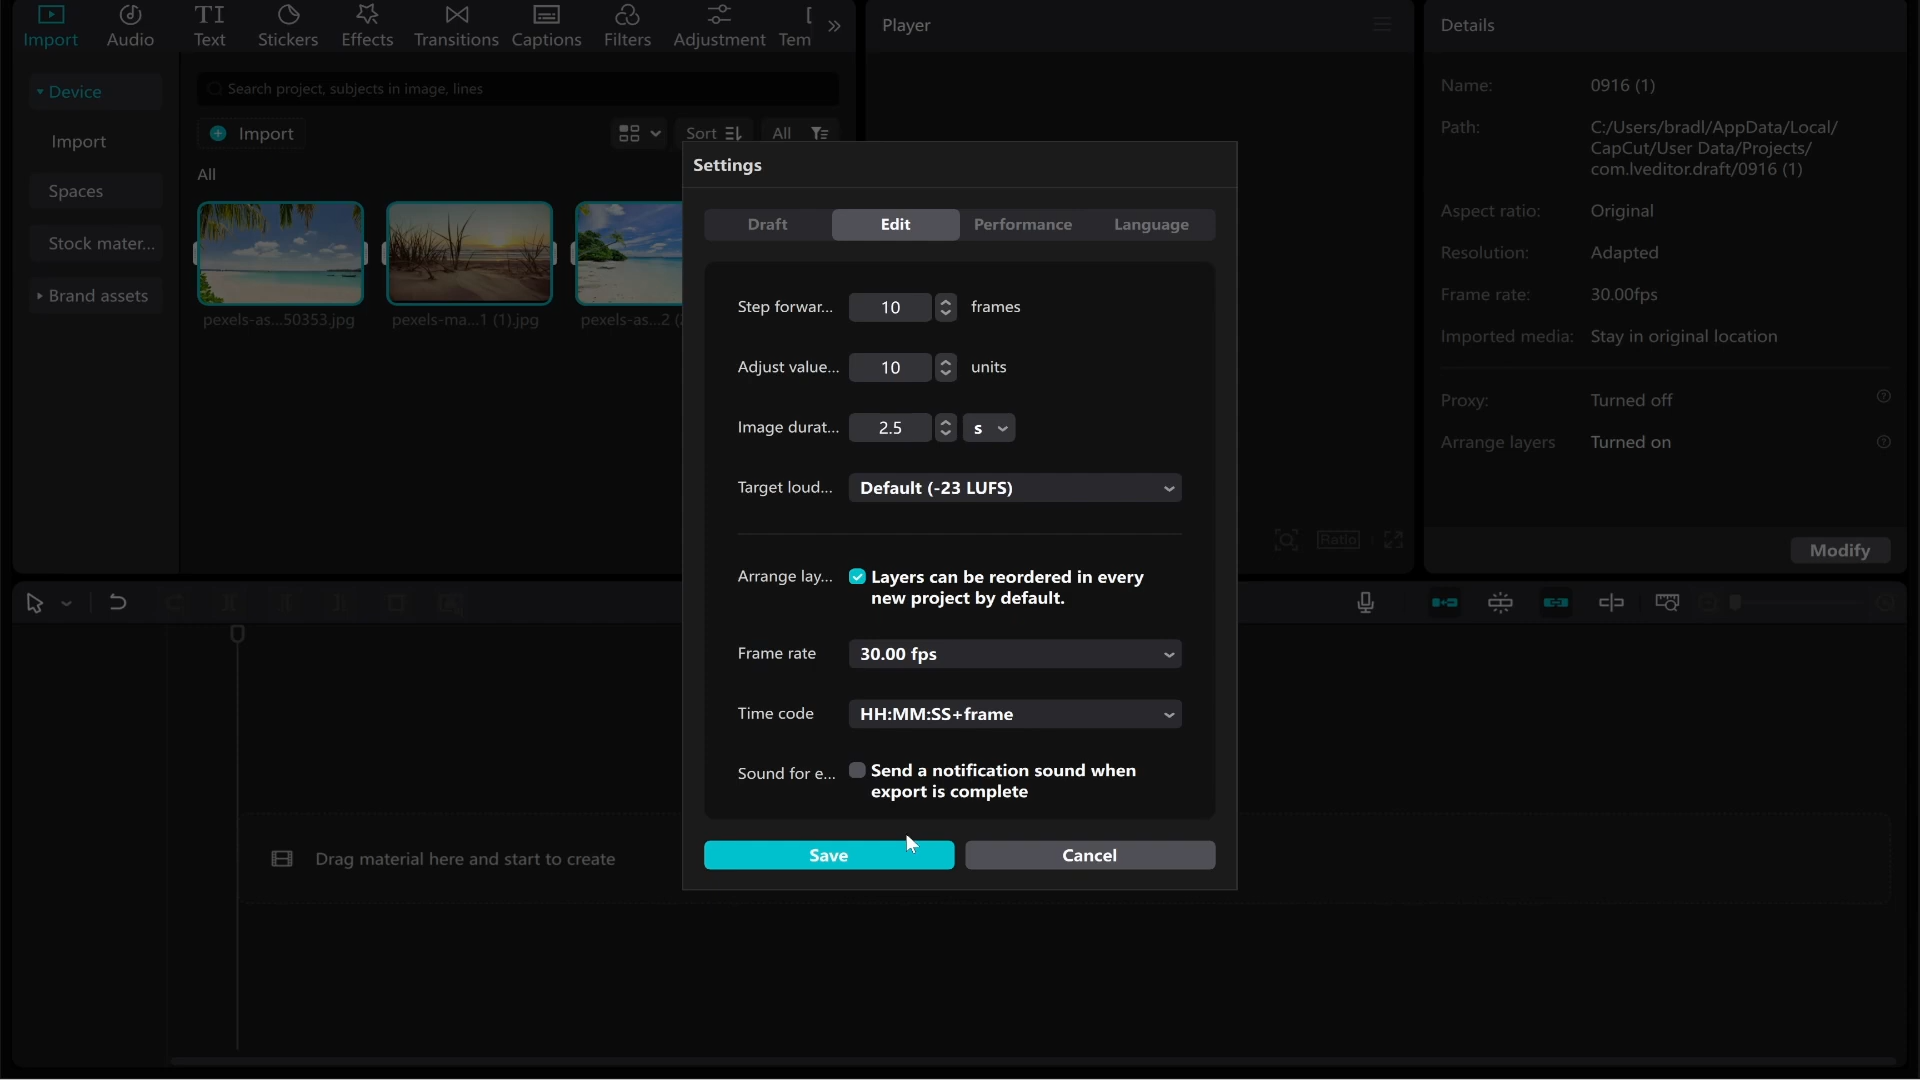 Import
Audio
TI
Text
Stickers
Effects
Transitions
Captions
Filters
Adjustment
Tem
Player
Details
Device
Import
Spaces
Stock mater...
Brand assets
Search project, subjects in image, lines
Import
Sort
All
All
pexels-as...50353.jpg
pexels-ma...1 (1).jpg
pexels-as...2 (
Name:
0916 (1)
Path:
C:/Users/bradl/AppData/Local/
CapCut/User Data/Projects/
com.lveditor.draft/0916 (1)
Aspect ratio:
Original
Resolution:
Adapted
Frame rate:
30.00fps
Imported media:
Stay in original location
Proxy:
Turned off
Arrange layers
Turned on
Ratio
Modify
Settings
Draft
Edit
Performance
Language
Step forwar...
10
frames
Adjust value...
10
units
Image durat...
2.5
s
Target loud...
Default (-23 LUFS)
Arrange lay...
Layers can be reordered in every
new project by default.
Frame rate
30.00 fps
Time code
HH:MM:SS+frame
Sound for e...
Send a notification sound when
export is complete
Save
Cancel
Drag material here and start to create